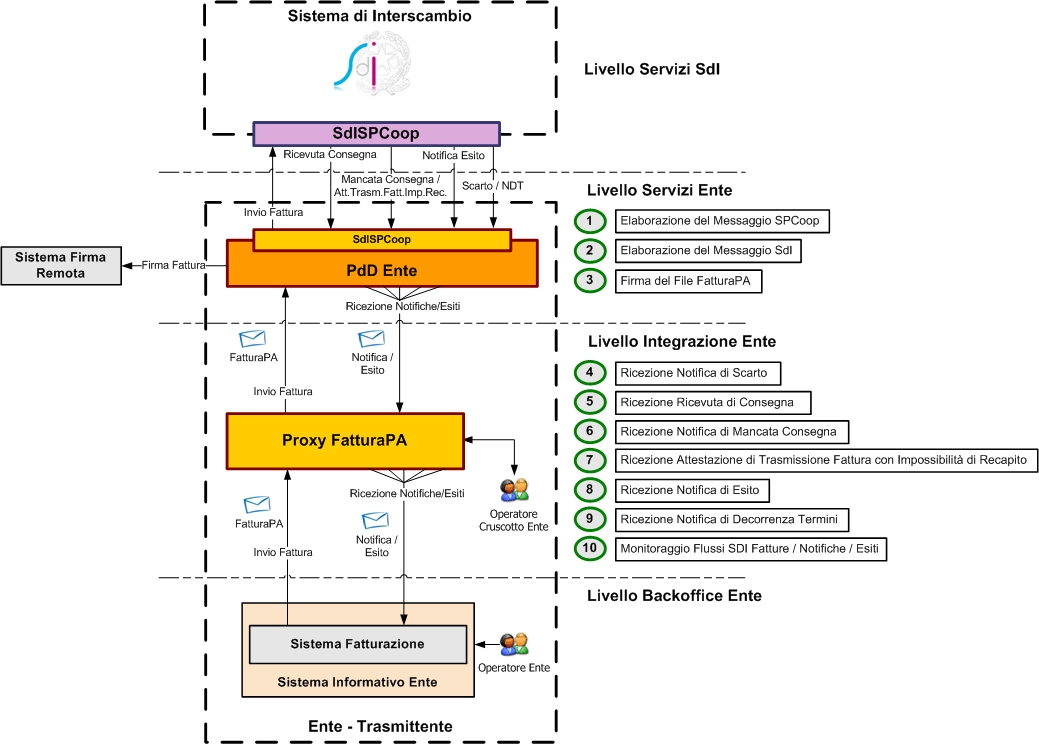 Sistema di Interscambio
Sdi
Livello Servizi SdI
SdISPCoop
Ricevuta Consegna
Notifica Esito
Mancata Consegna /
Att.Trasm.Fatt.Imp.Rec.
Scarto / NDT
Invio Fattura
Livello Servizi Ente
1 Elaborazione del Messaggio SPCoop
2 Elaborazione del Messaggio SdI
3 Firma del File FatturaPA
SdISPCoop
PdD Ente
Sistema Firma
Remota
Firma Fattura
Ricezione Notifiche/Esiti
Livello Integrazione Ente
FatturaPA
Notifica /
Esito
Invio Fattura
4 Ricezione Notifica di Scarto
5 Ricezione Ricevuta di Consegna
6 Ricezione Notifica di Mancata Consegna
7 Ricezione Attestazione di Trasmissione Fattura con Impossibilità di Recapito
8 Ricezione Notifica di Esito
9 Ricezione Notifica di Decorrenza Termini
10 Monitoraggio Flussi SDI Fatture / Notifiche / Esiti
Proxy FatturaPA
Ricezione Notifiche/Esiti
Operatore
Cruscotto Ente
FatturaPA
Notifica /
Esito
Invio Fattura
Livello Backoffice Ente
Sistema Fatturazione
Sistema Informativo Ente
Operatore Ente
Ente - Trasmittente